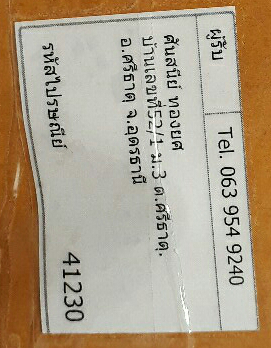 ผู้รับ Tel. 063 954 9240
ศันสนีย์ ทองยศ
บ้านเลขที่52/1 ม.3 ต.ศรีธาตุ.
อ.ศรีธาตุ จ.อุดรธานี
รหัสไปรษณีย์ 41230